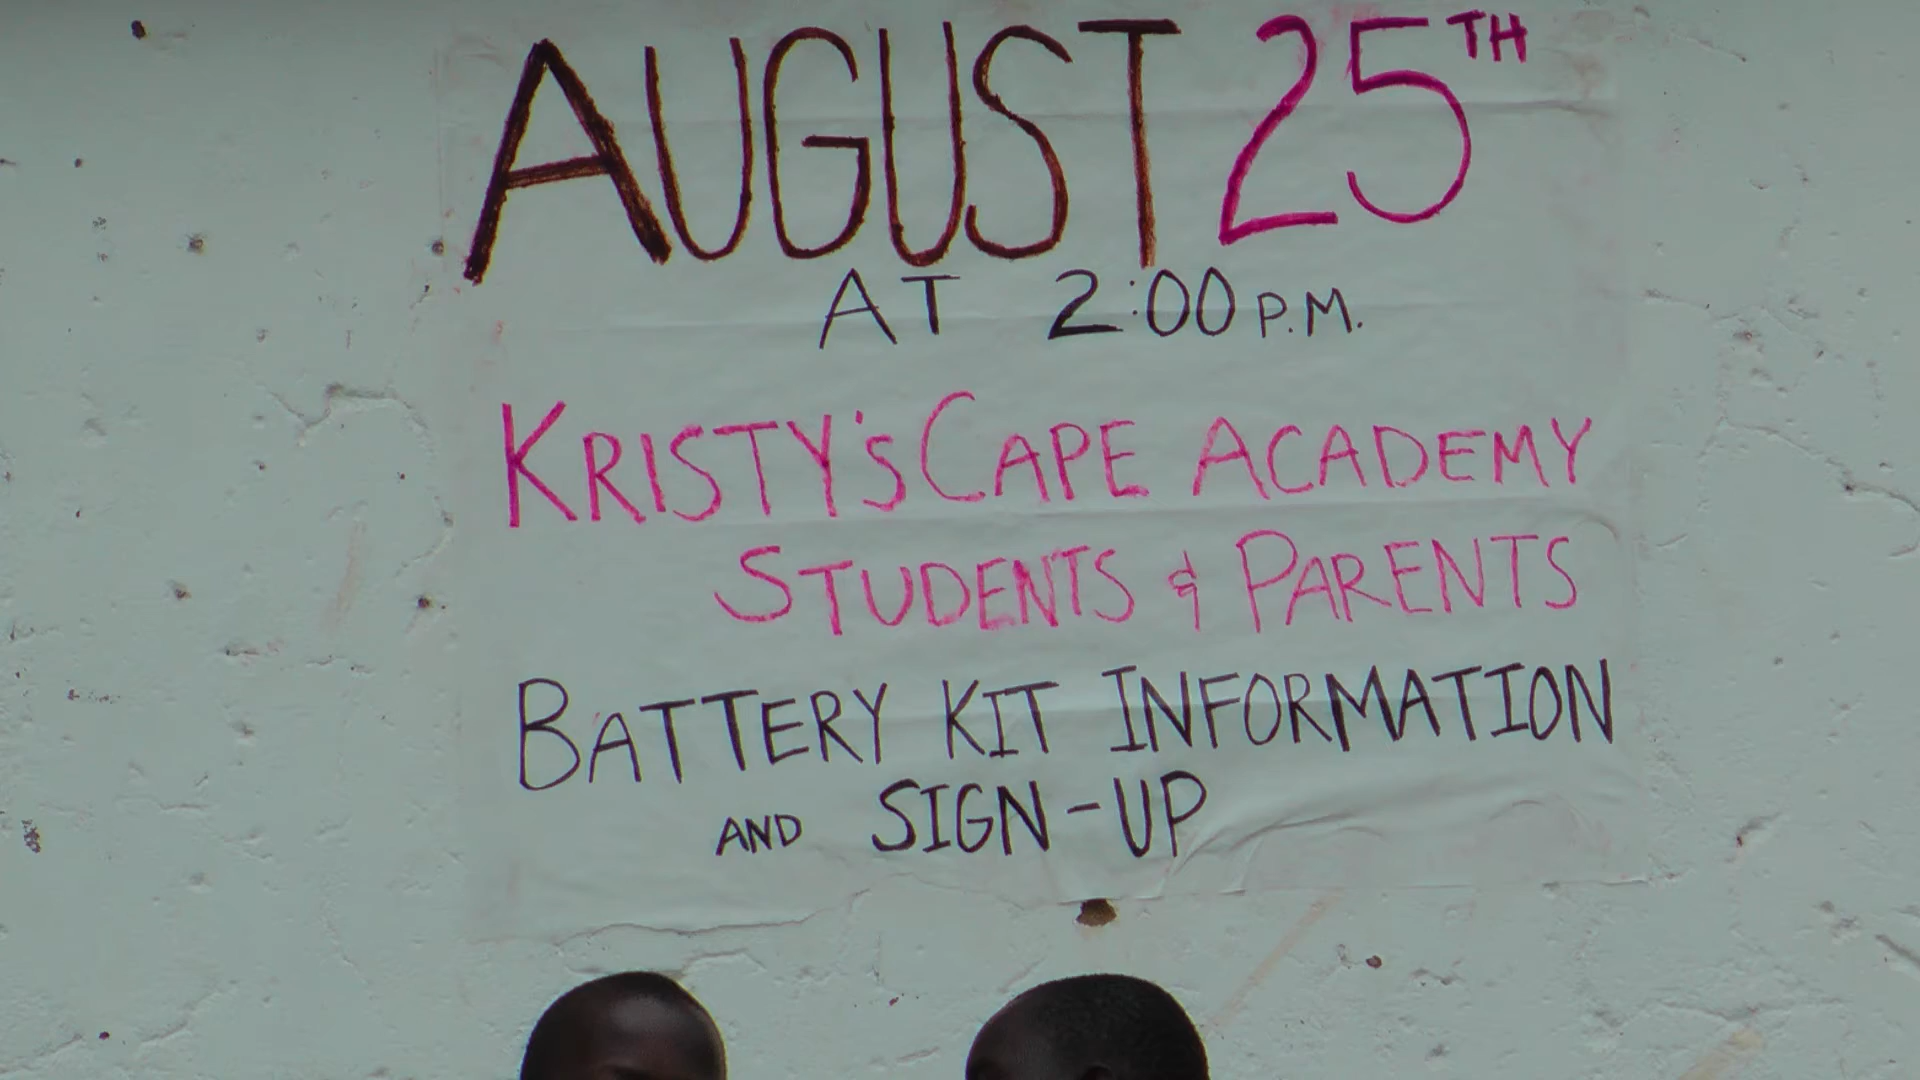 AUGUST 25TH
AT 2:00 P.M.
KRISTY'S CAPE ACADEMY
STUDENTS & PARENTS
BATTERY KIT INFORMATION
AND SIGN-UP